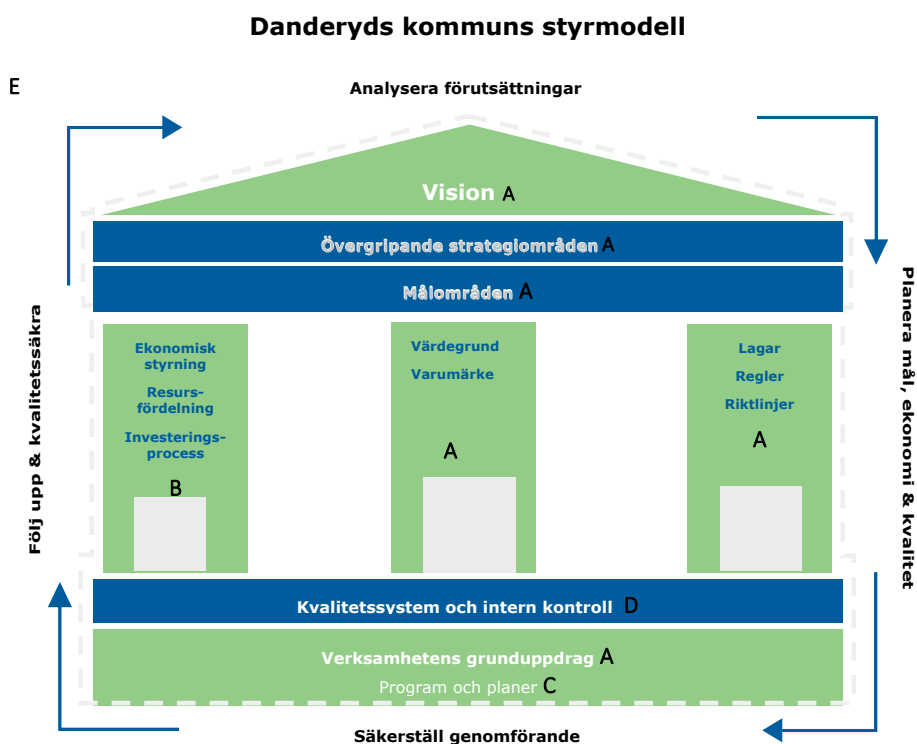 Danderyds kommuns styrmodell
E
Analysera förutsättningar
Vision A
Övergripande strategiområden A
Målområden A
Följ upp & kvalitetssäkra
Planera mål, ekonomi & kvalitet
Ekonomisk
styrning
Resurs-
fördelning
Investerings-
process
B
Värdegrund
Varumärke
A
Lagar
Regler
Riktlinjer
A
Kvalitetssystem och intern kontroll D
Verksamhetens grunduppdrag A
Program och planer C
Säkerställ genomförande